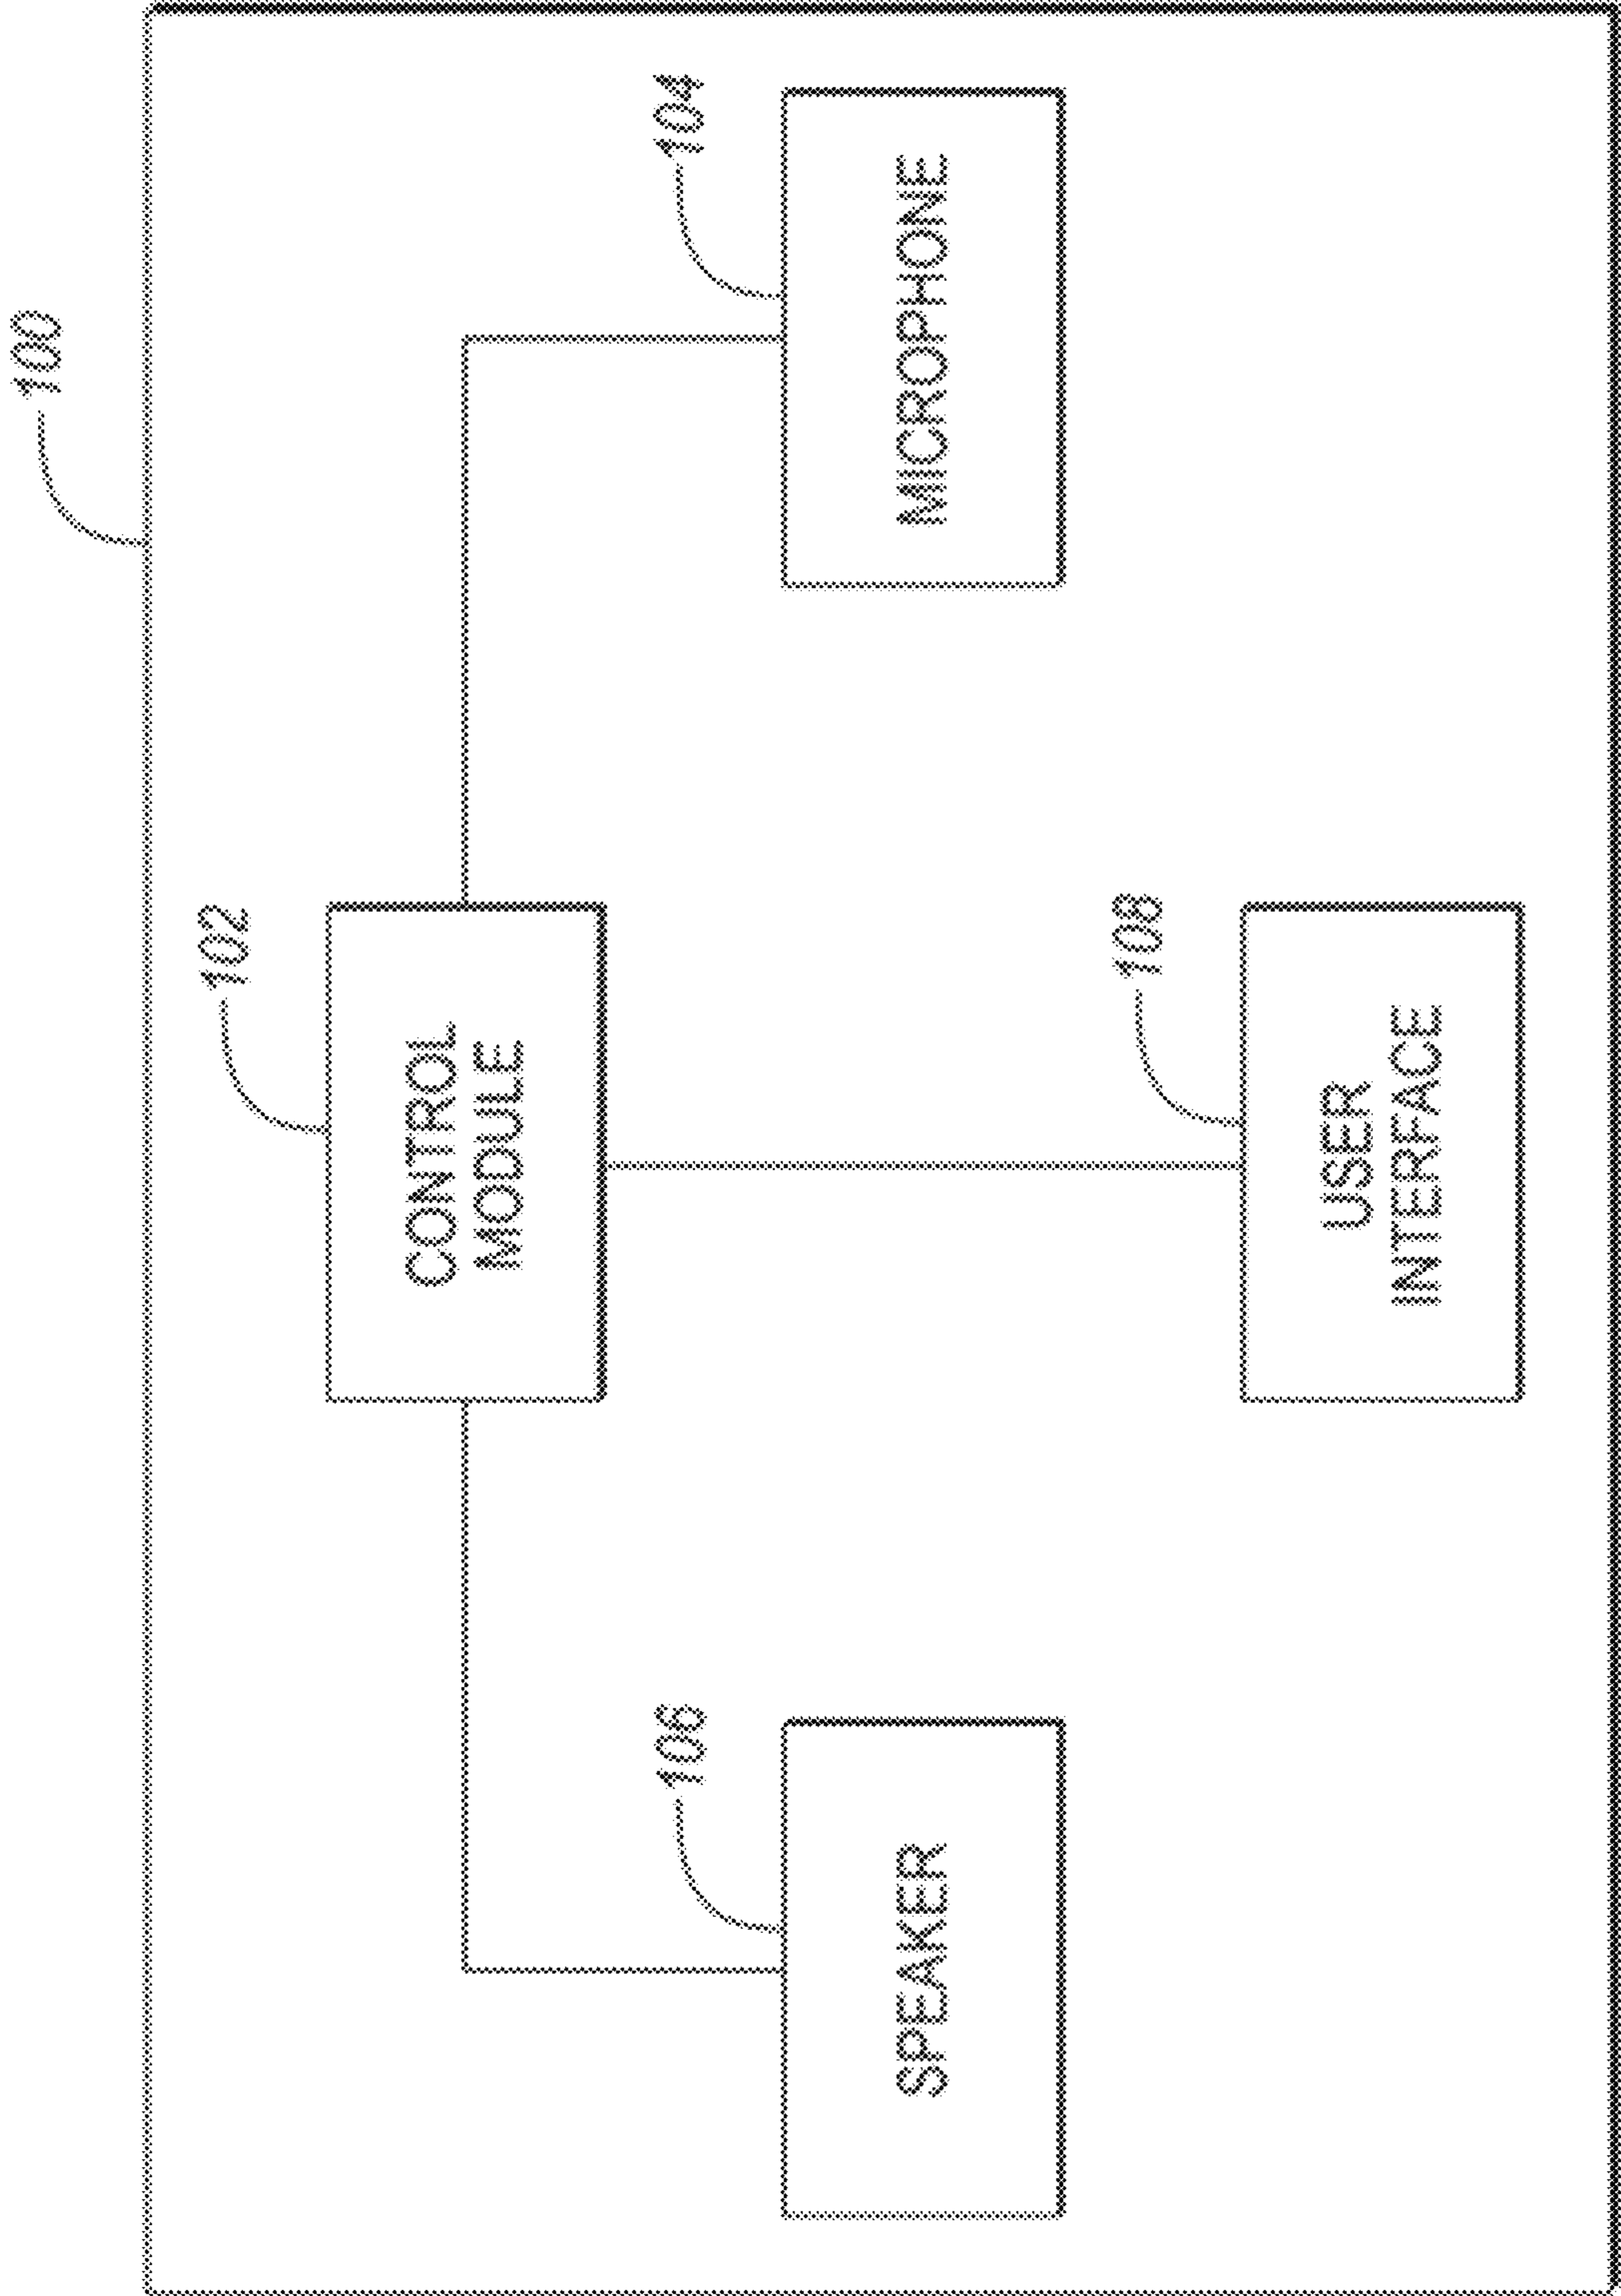 100
102
CONTROL
MODULE
106
SPEAKER
104
MICROPHONE
108
USER
INTERFACE